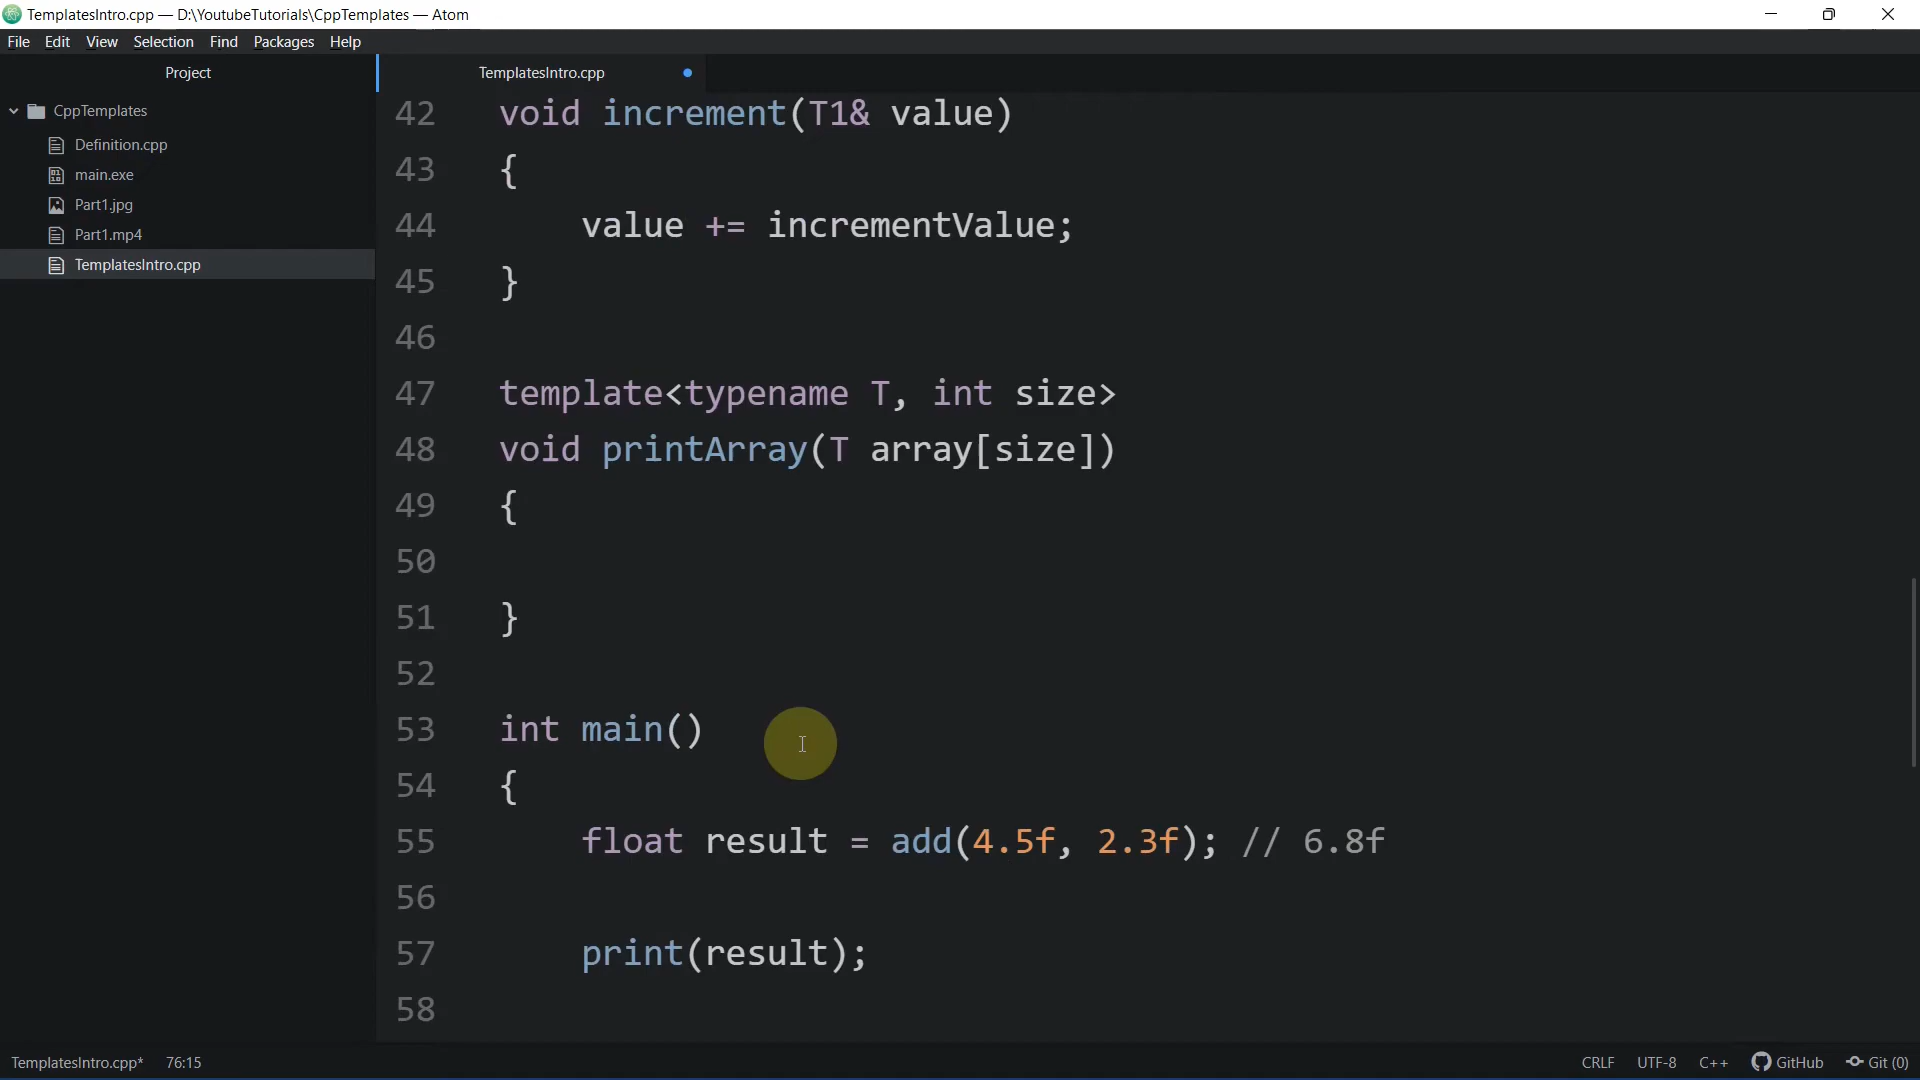 TemplatesIntro.cpp — D:\YoutubeTutorials\CppTemplates — Atom
File Edit View Selection Find Packages Help
Project
TemplatesIntro.cpp
CppTemplates
Definition.cpp
main.exe
Part1.jpg
Part1.mp4
TemplatesIntro.cpp
42 void increment(T1& value)
43 {
44 value += incrementValue;
45 }
46
47 template<typename T, int size>
48 void printArray(T array[size])
49 {
50
51 }
52
53 int main()
54 {
55 float result = add(4.5f, 2.3f); // 6.8f
56
57 print(result);
58
TemplatesIntro.cpp* 76:15 CRLF UTF-8 C++ GitHub Git (0)